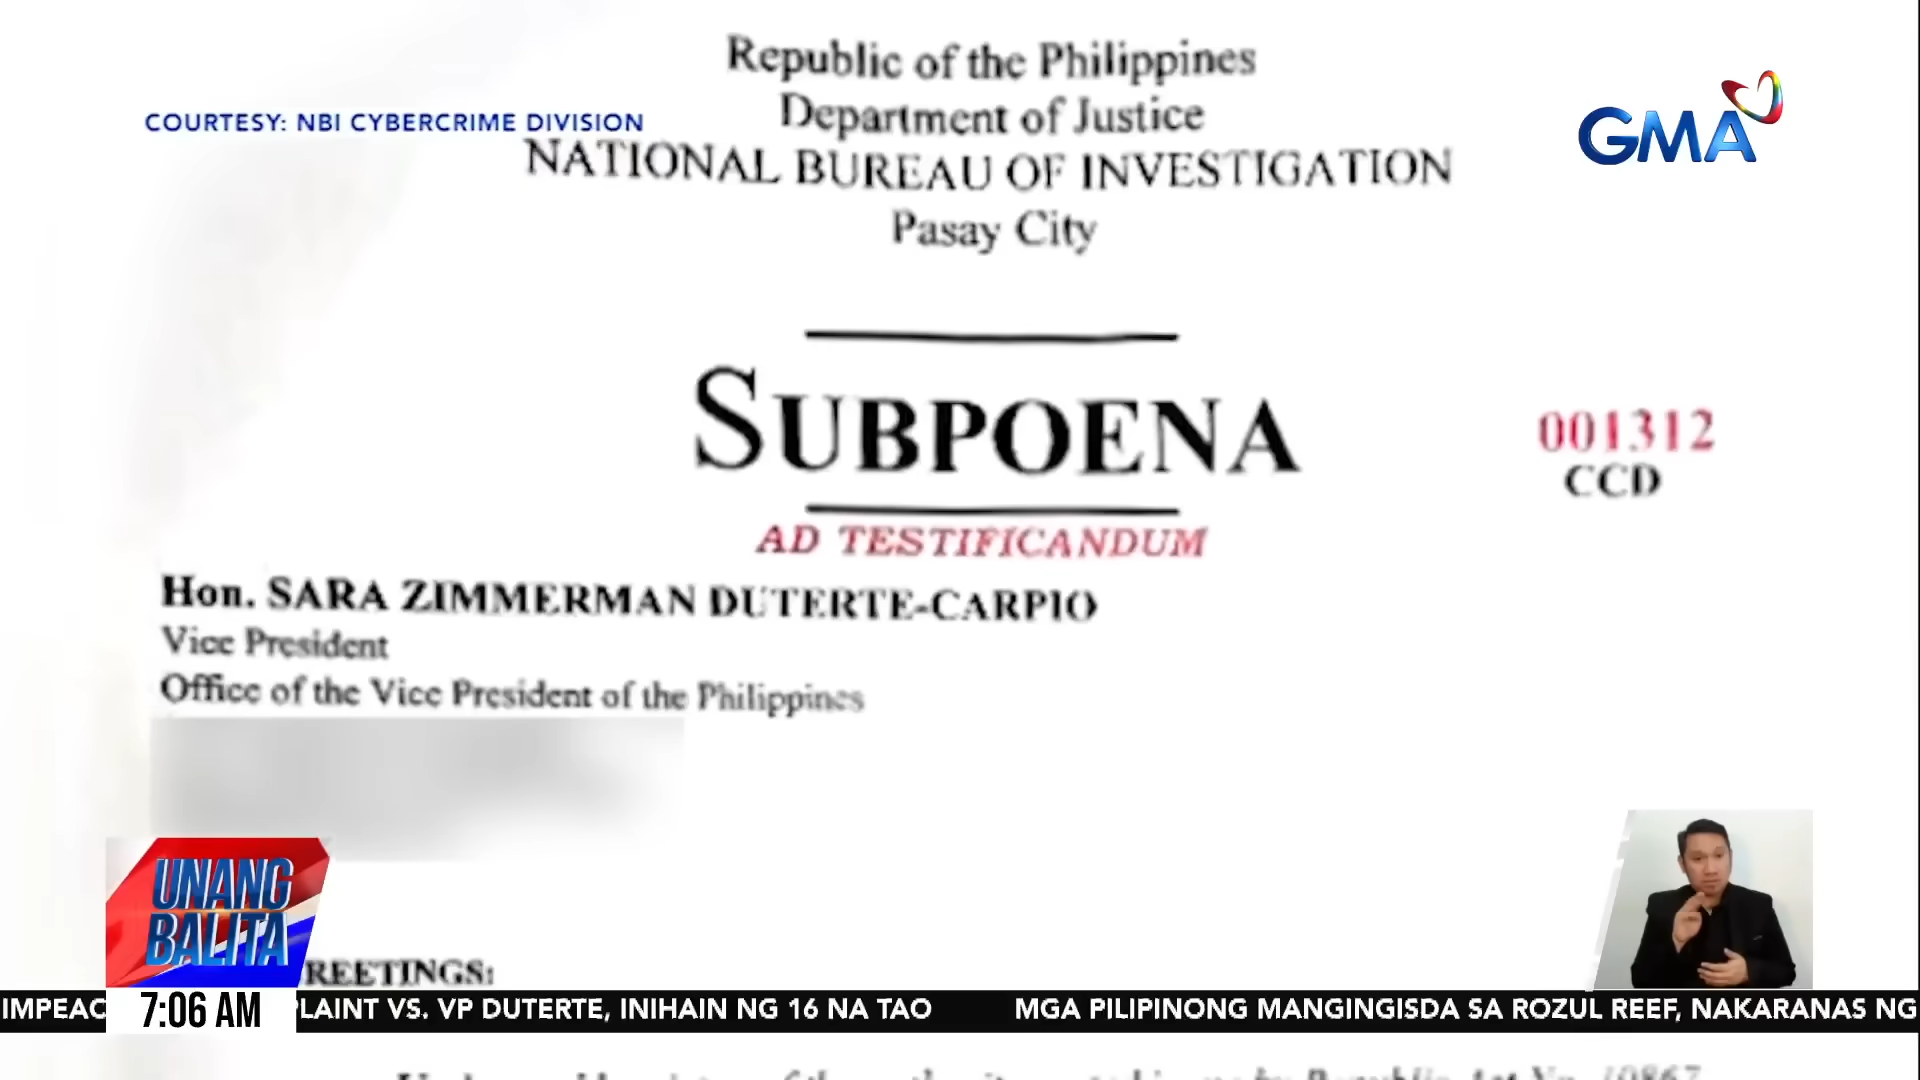 Republic of the Philippines
COURTESY: NBI CYBERCRIME DIVISION
Department of Justice
GMA
NATIONAL BUREAU OF INVESTIGATION
Pasay City
SUBPOENA
001312
CCD
AD TESTIFICANDUM
Hon. SARA ZIMMERMAN DUTERTE-CARPIO
Vice President
Office of the Vice President of the Philippines
UNANG
BALITA
REETINGS:
IMPEAC
7:06 AM
PLAINT VS. VP DUTERTE, INIHAIN NG 16 NA TAO MGA PILIPINONG MANGINGISDA SA ROZUL REEF, NAKARANAS NG